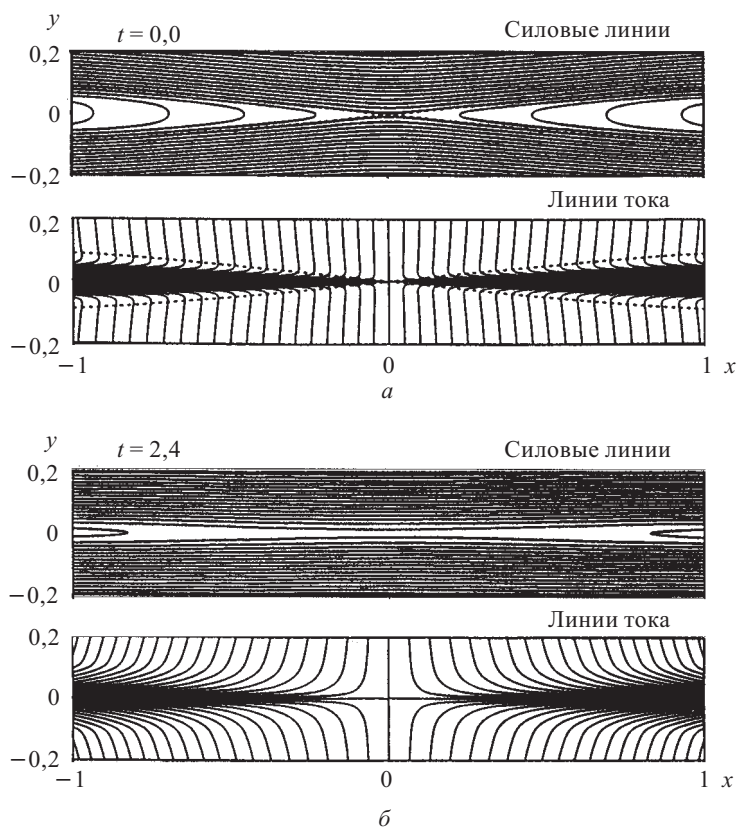 y
t = 0,0 Силовые линии
0,2
0
−0,2
Линии тока
0,2
0
−0,2
−1 0 1 x
а
y
t = 2,4 Силовые линии
0,2
0
−0,2
Линии тока
0,2
0
−0,2
−1 0 1 x
б